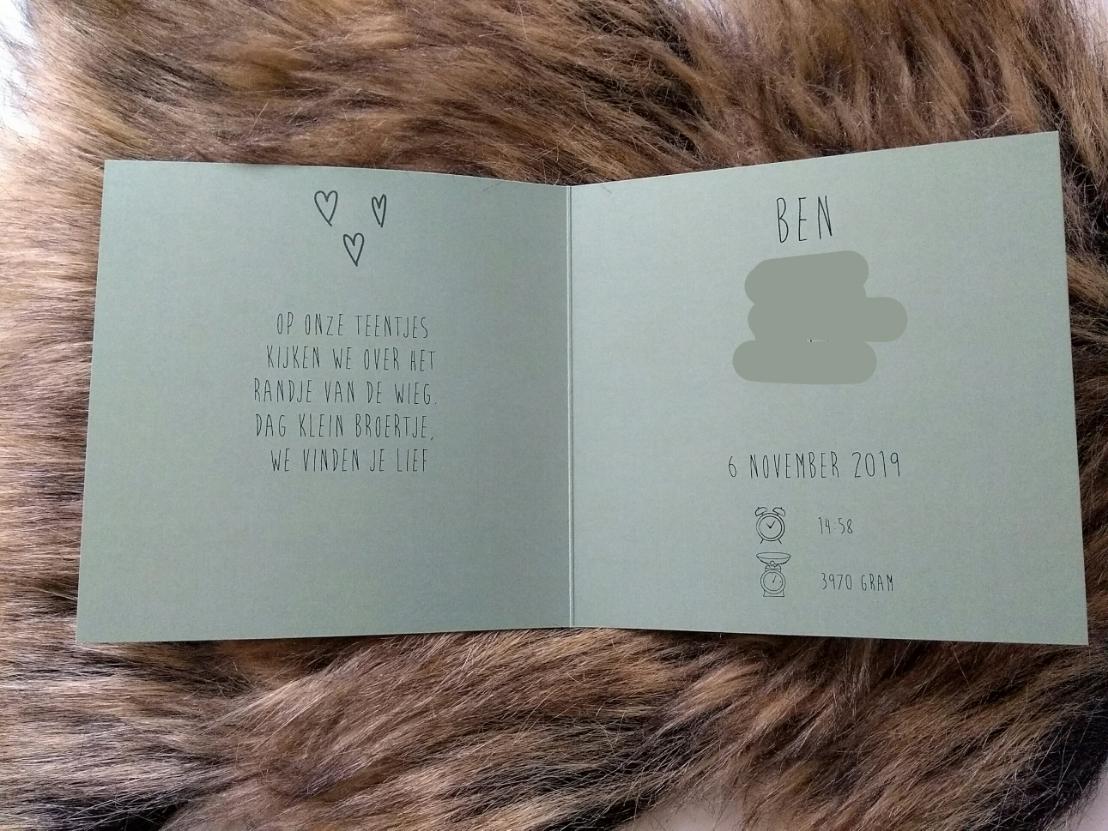 OP ONZE TEENTJES
KIJKEN WE OVER HET
RANDJE VAN DE WIEG.
DAG KLEIN BROERTJE,
WE VINDEN JE LIEF
BEN
6 NOVEMBER 2019
14:58
3970 GRAM